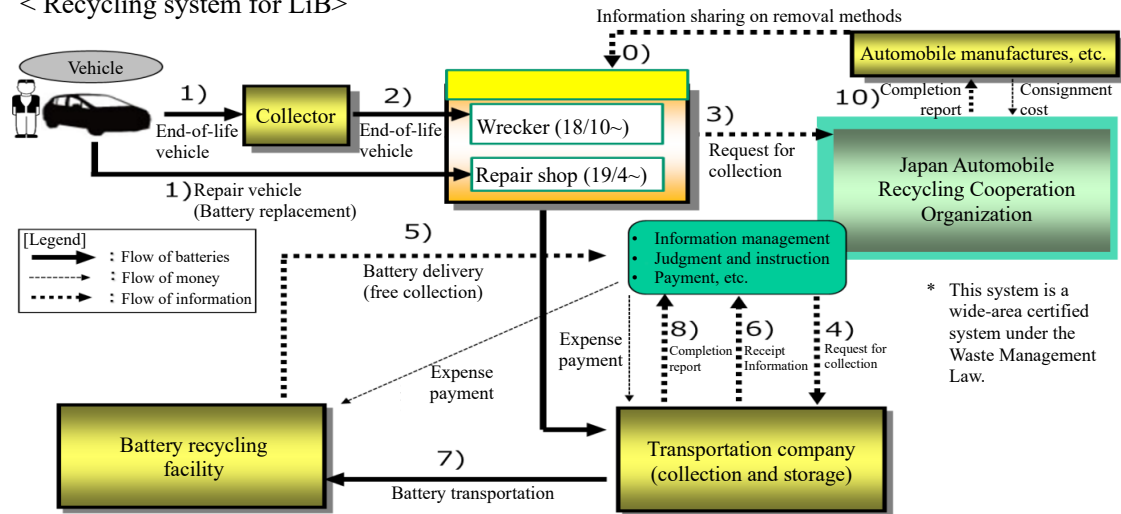 < Recycling system for LiB>
Information sharing on removal methods
0)
Automobile manufactures, etc.
Vehicle
1)
End-of-life
vehicle
Collector
2)
End-of-life
vehicle
Wrecker (18/10~)
Repair shop (19/4~)
1) Repair vehicle
(Battery replacement)
3)
Request for
collection
10) Completion
report
Consignment
cost
Japan Automobile
Recycling Cooperation
Organization
[Legend]
: Flow of batteries
: Flow of money
: Flow of information
5)
Battery delivery
(free collection)
• Information management
• Judgment and instruction
• Payment, etc.
* This system is a
wide-area certified
system under the
Waste Management
Law.
Expense
payment
Expense
payment
8)
Completion
report
6)
Receipt
Information
4)
Request for
collection
Battery recycling
facility
7)
Battery transportation
Transportation company
(collection and storage)